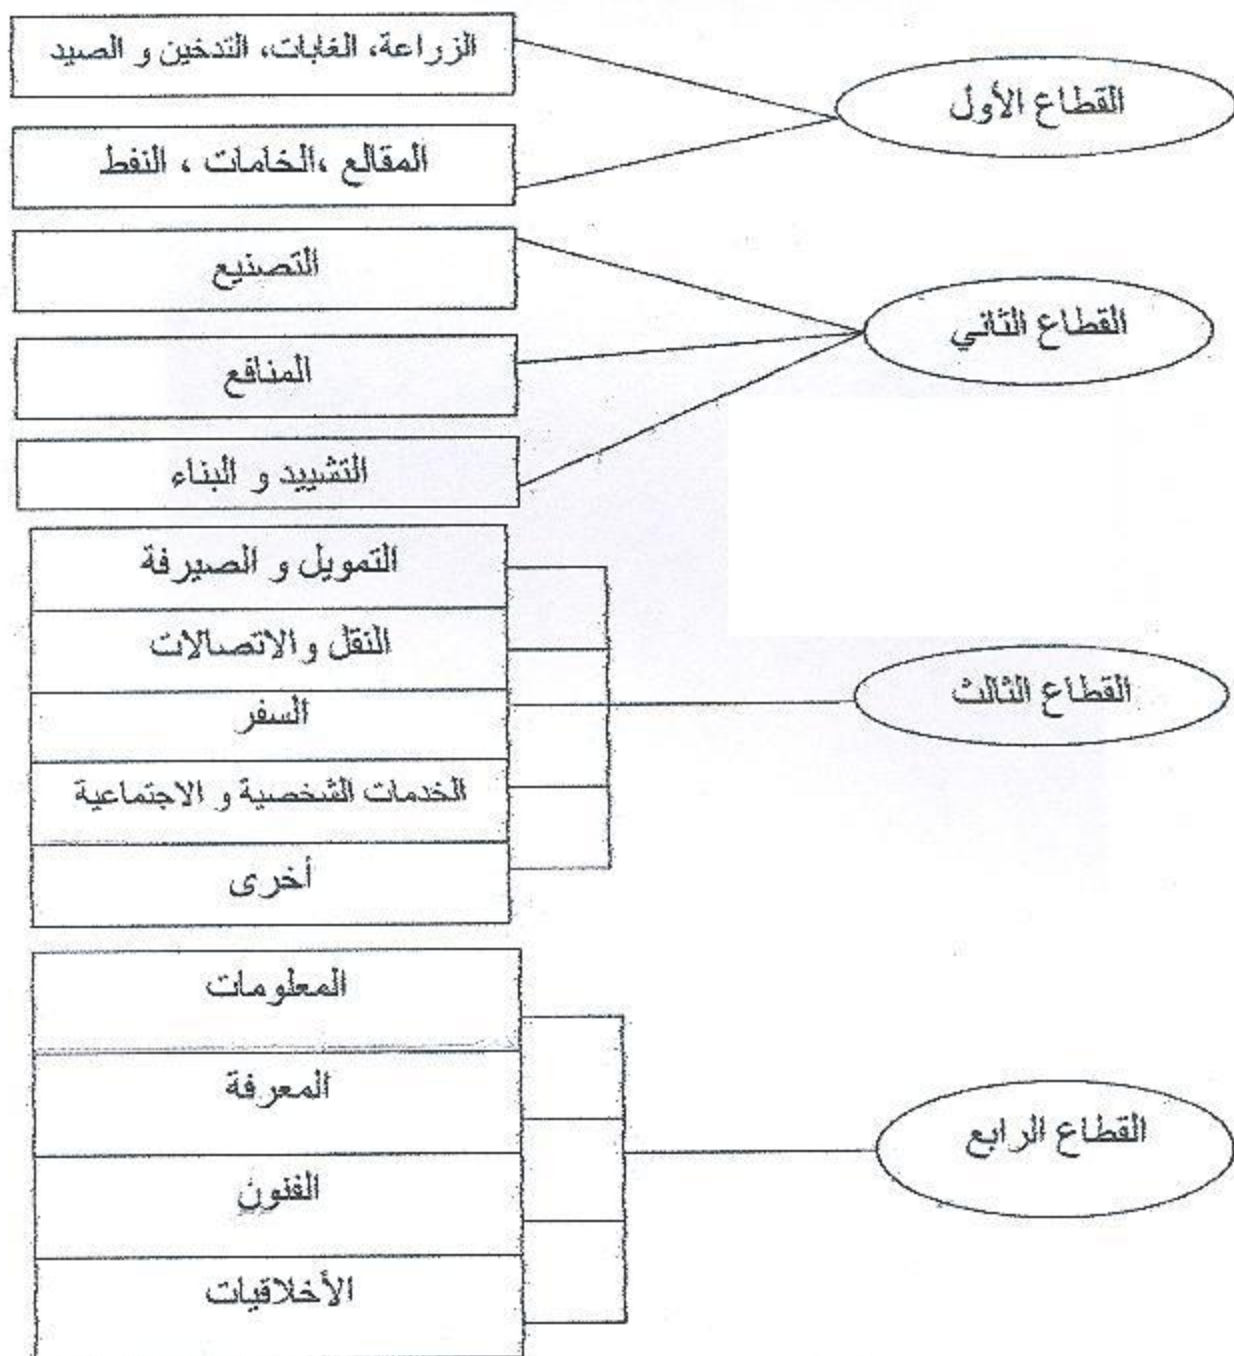 القطاع الأول
الزراعة، الغابات، التدخين و الصيد
المقالع ،الخامات ، النفط
القطاع الثاني
التصنيع
المنافع
التشييد و البناء
القطاع الثالث
التمويل و الصيرفة
النقل و الاتصالات
السفر
الخدمات الشخصية و الاجتماعية
أخرى
القطاع الرابع
المعلومات
المعرفة
الفنون
الأخلاقيات